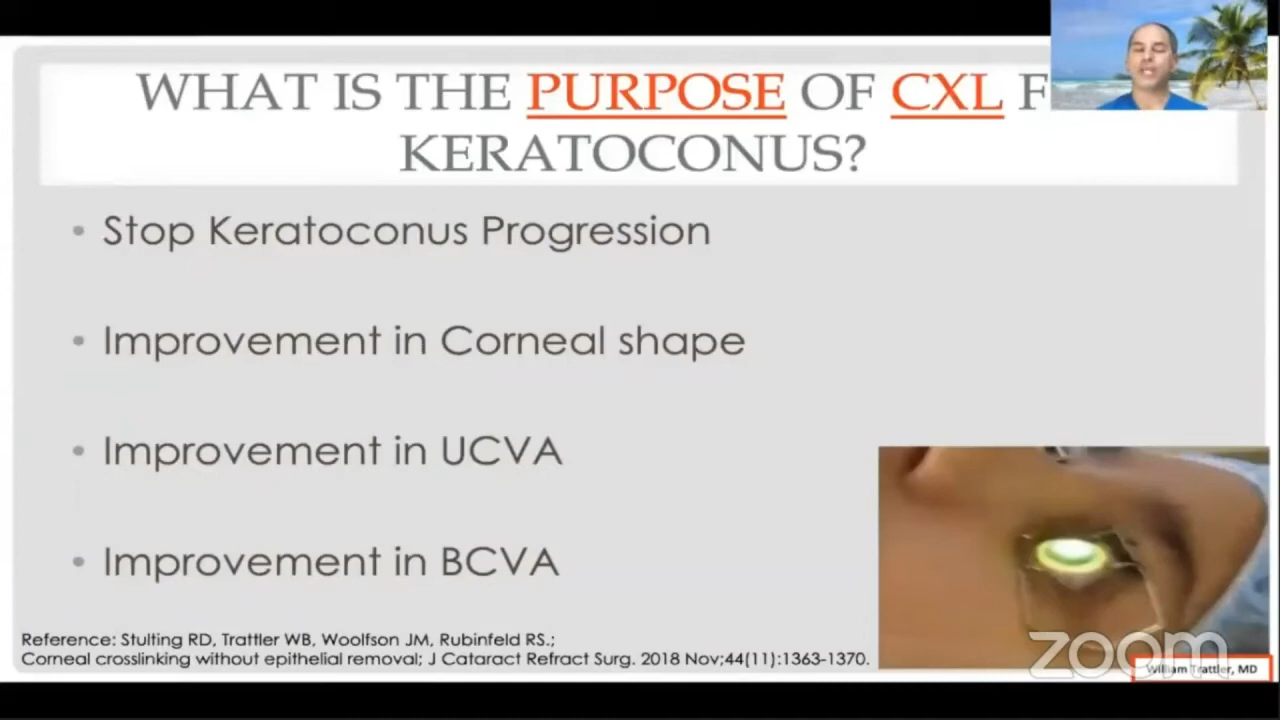 WHAT IS THE PURPOSE OF CXL F
KERATOCONUS?
• Stop Keratoconus Progression
• Improvement in Corneal shape
• Improvement in UCVA
• Improvement in BCVA
Reference: Stulting RD, Trattler WB, Woolfson JM, Rubinfeld RS.;
Corneal crosslinking without epithelial removal; J Cataract Refract Surg. 2018 Nov;44(11):1363-1370.
zoom
William Trattler, MD